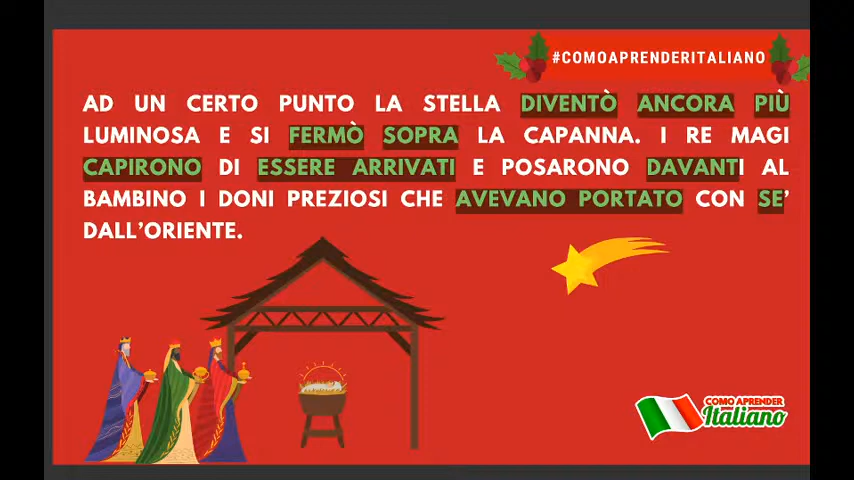 #COMOAPRENDERITALIANO
AD UN CERTO PUNTO LA STELLA DIVENTÒ ANCORA PIÙ
LUMINOSA E SI FERMÒ SOPRA LA CAPANNA. I RE MAGI
CAPIRONO DI ESSERE ARRIVATI E POSARONO DAVANTI AL
BAMBINO I DONI PREZIOSI CHE AVEVANO PORTATO CON SE’
DALL’ORIENTE.
COMO APRENDER
Italiano